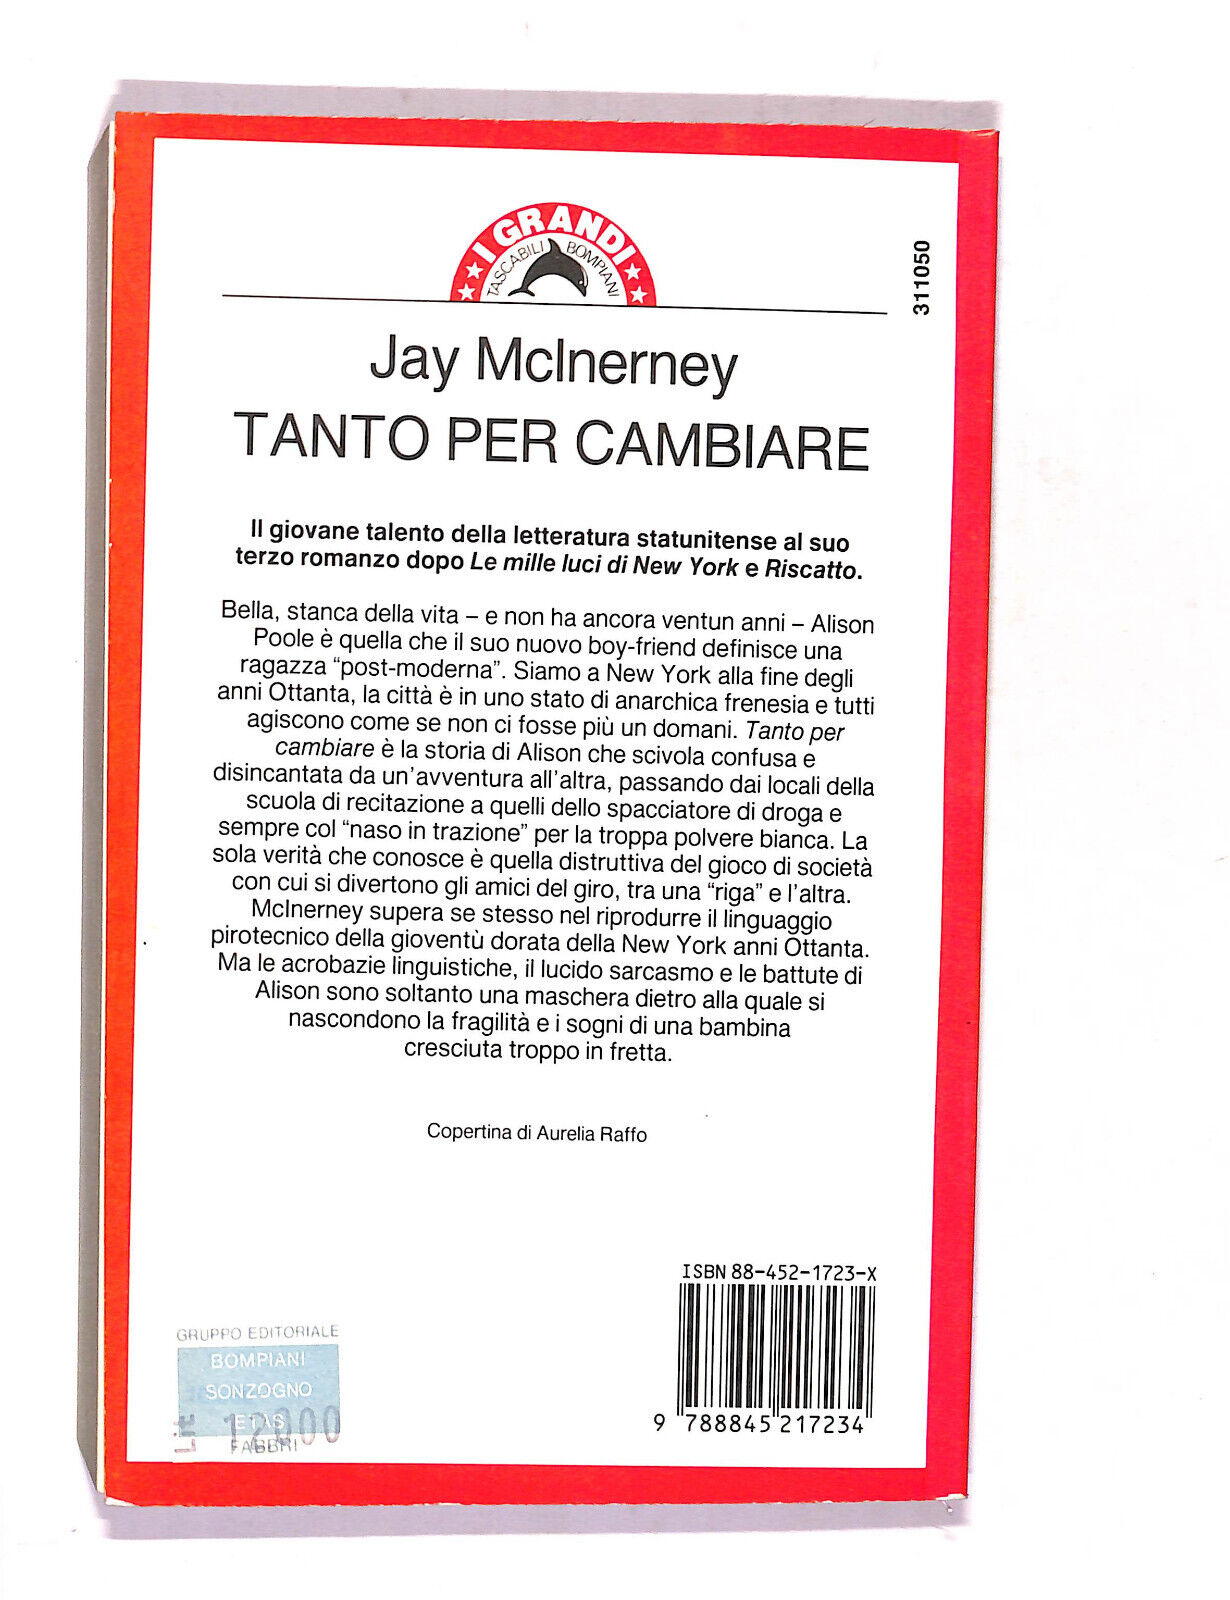 I GRANDI
TASCABILI BOMPIANI
311050
Jay McInerney
TANTO PER CAMBIARE
Il giovane talento della letteratura statunitense al suo
terzo romanzo dopo Le mille luci di New York e Riscatto.
Bella, stanca della vita – e non ha ancora ventun anni – Alison
Poole è quella che il suo nuovo boy-friend definisce una
ragazza “post-moderna”. Siamo a New York alla fine degli
anni Ottanta, la città è in uno stato di anarchica frenesia e tutti
agiscono come se non ci fosse più un domani. Tanto per
cambiare è la storia di Alison che scivola confusa e
disincantata da un'avventura all'altra, passando dai locali della
scuola di recitazione a quelli dello spacciatore di droga e
sempre col “naso in trazione” per la troppa polvere bianca. La
sola verità che conosce è quella distruttiva del gioco di società
con cui si divertono gli amici del giro, tra una “riga” e l'altra.
McInerney supera se stesso nel riprodurre il linguaggio
pirotecnico della gioventù dorata della New York anni Ottanta.
Ma le acrobazie linguistiche, il lucido sarcasmo e le battute di
Alison sono soltanto una maschera dietro alla quale si
nascondono la fragilità e i sogni di una bambina
cresciuta troppo in fretta.
Copertina di Aurelia Raffo
ISBN 88-452-1723-X
9 788845 217234
GRUPPO EDITORIALE
BOMPIANI
SONZOGNO
ETAS
FABBRI
Lit 12000